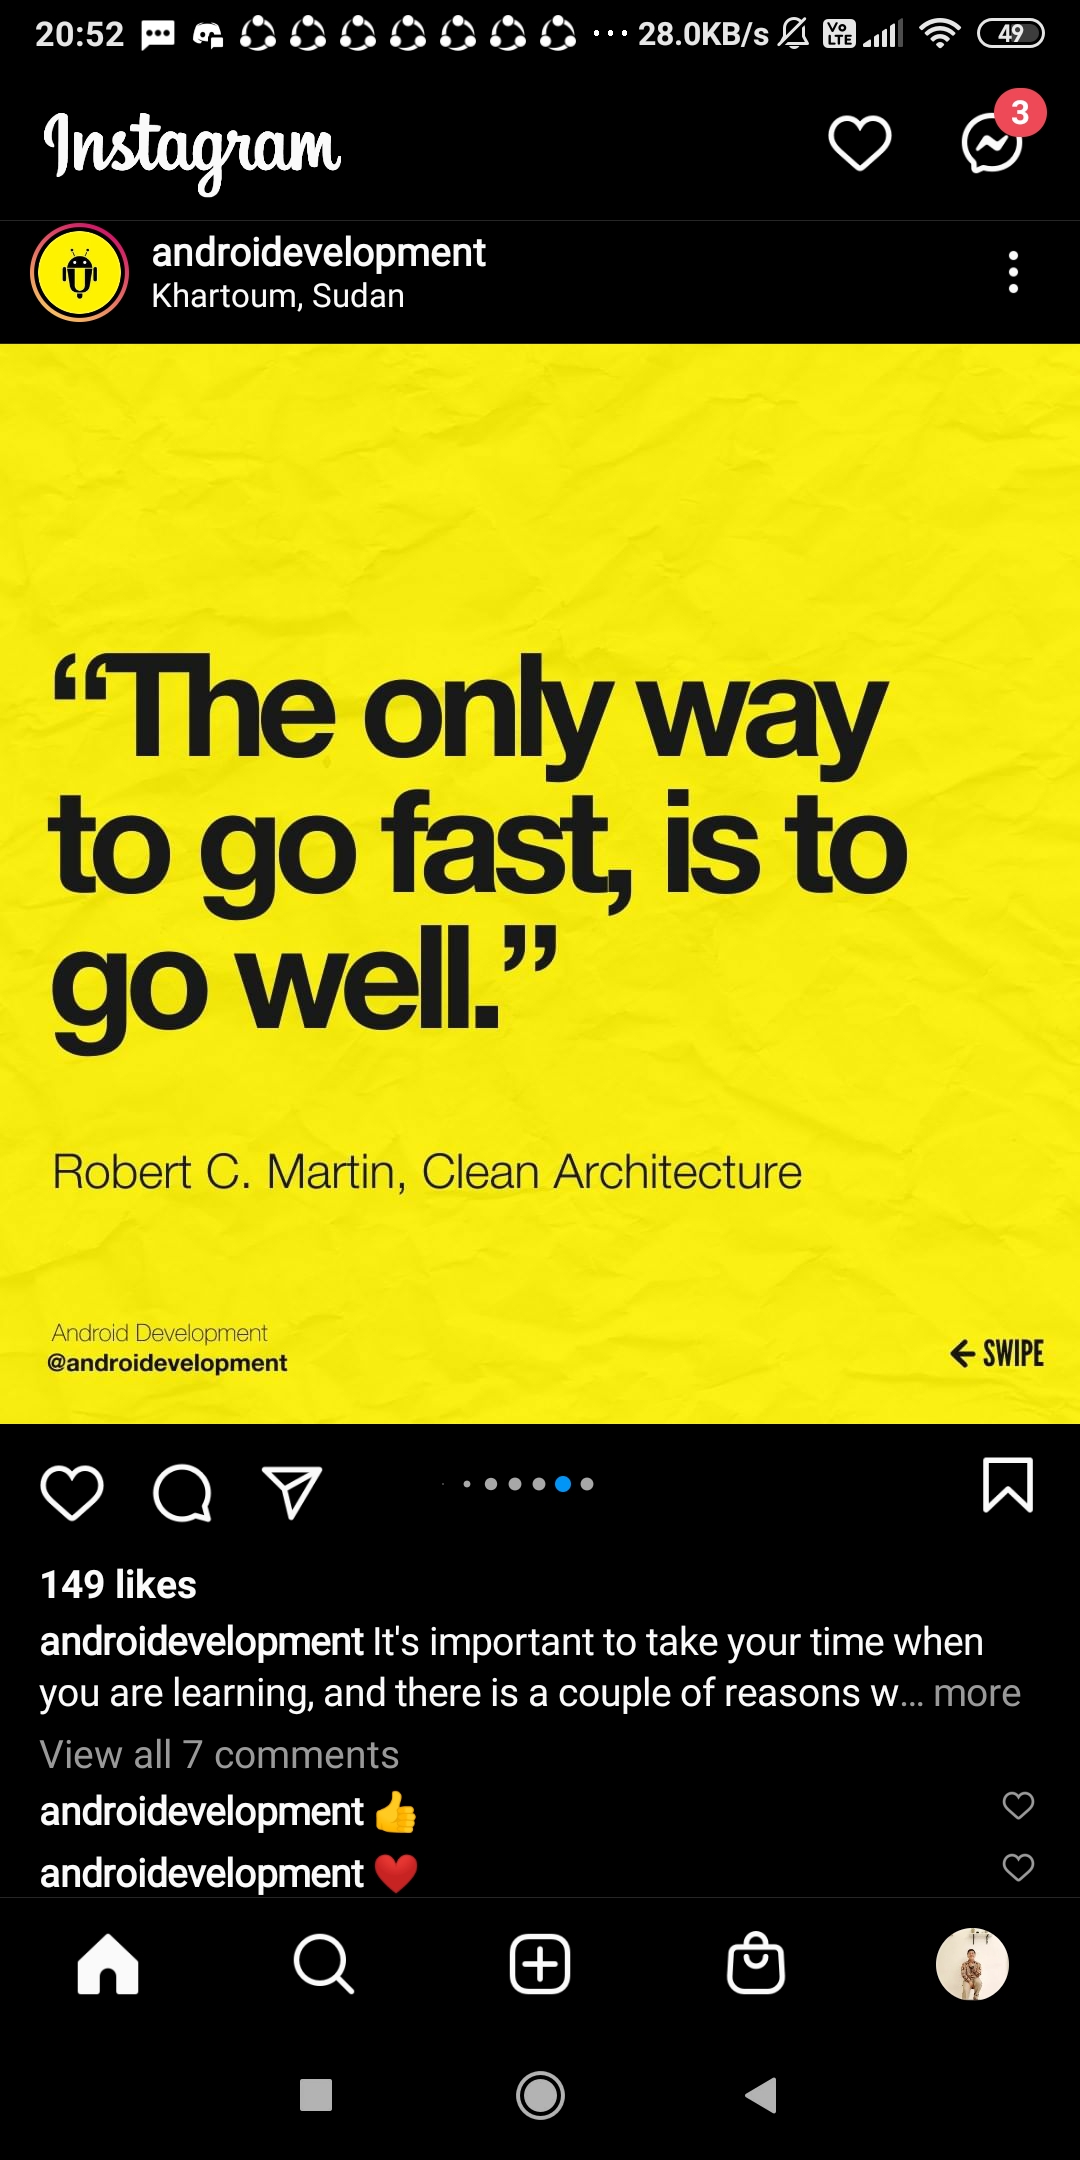 20:52 ... 28.0KB/s Vo LTE 49
Instagram
3
androidevelopment
Khartoum, Sudan
“The only way
to go fast, is to
go well.”
Robert C. Martin, Clean Architecture
Android Development
@androidevelopment
← SWIPE
149 likes
androidevelopment It's important to take your time when
you are learning, and there is a couple of reasons w... more
View all 7 comments
androidevelopment 👍
androidevelopment ❤️